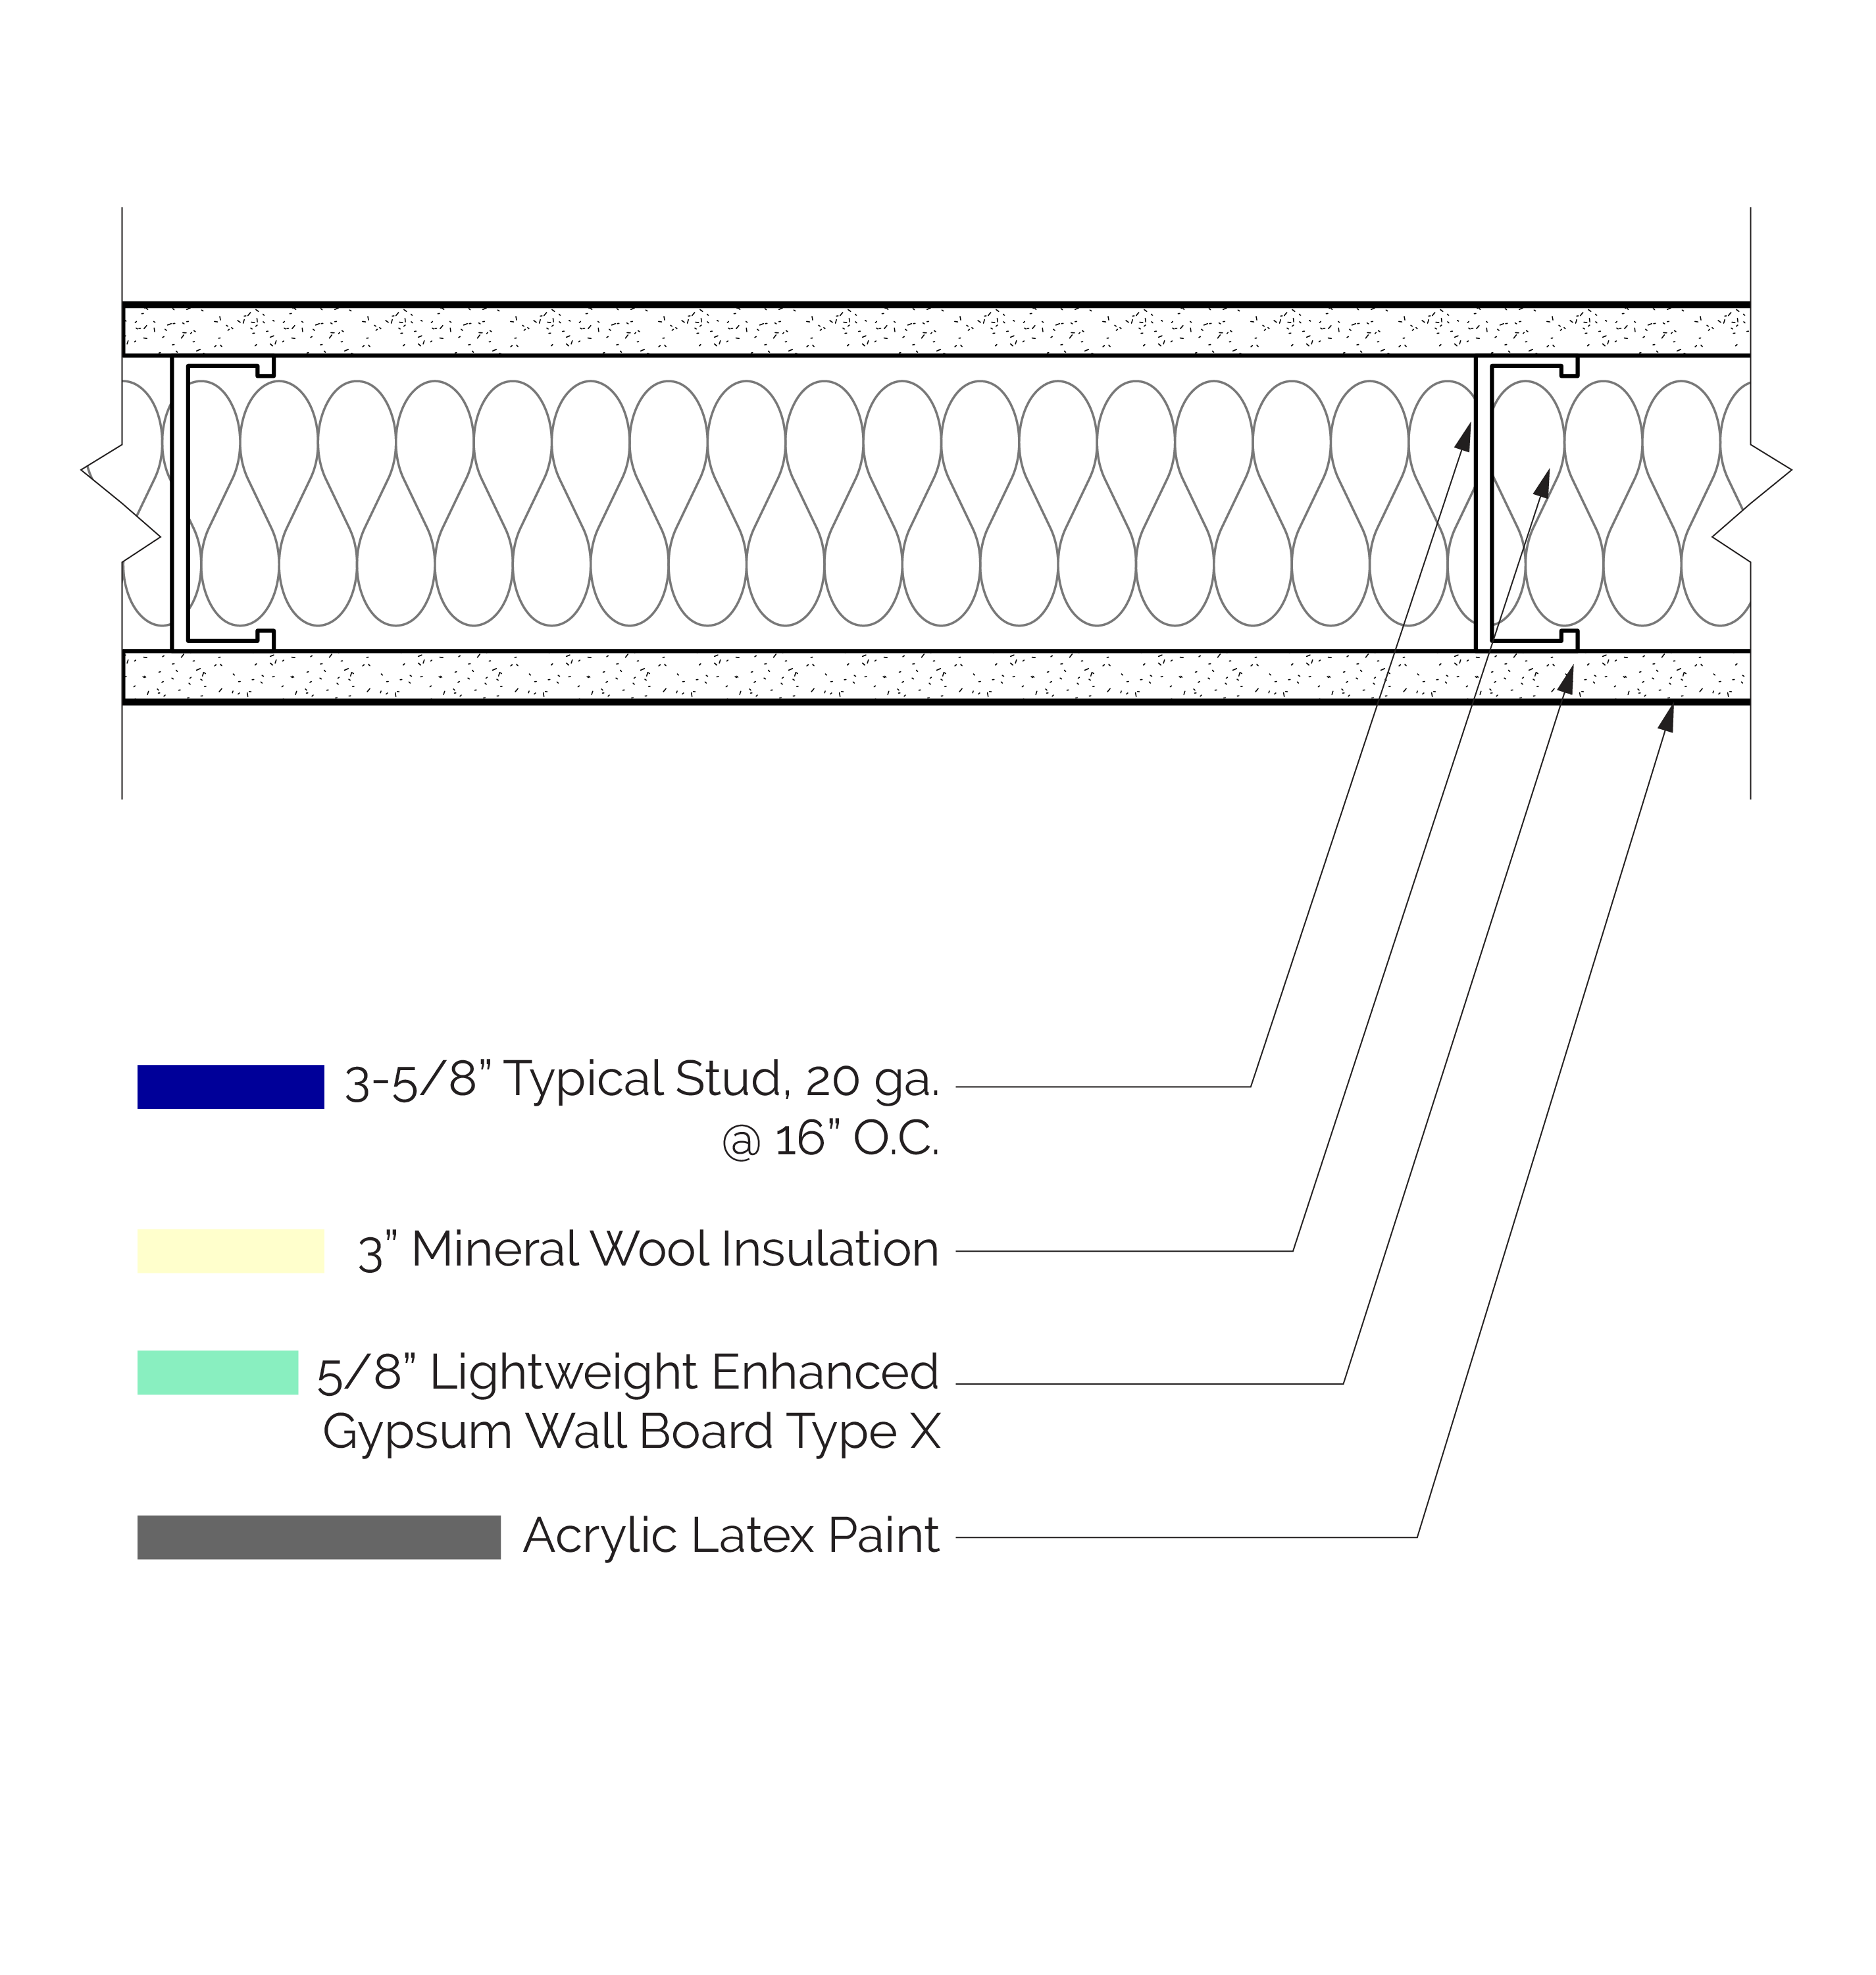 3-5/8” Typical Stud, 20 ga.
@ 16” O.C.
3” Mineral Wool Insulation
5/8” Lightweight Enhanced
Gypsum Wall Board Type X
Acrylic Latex Paint